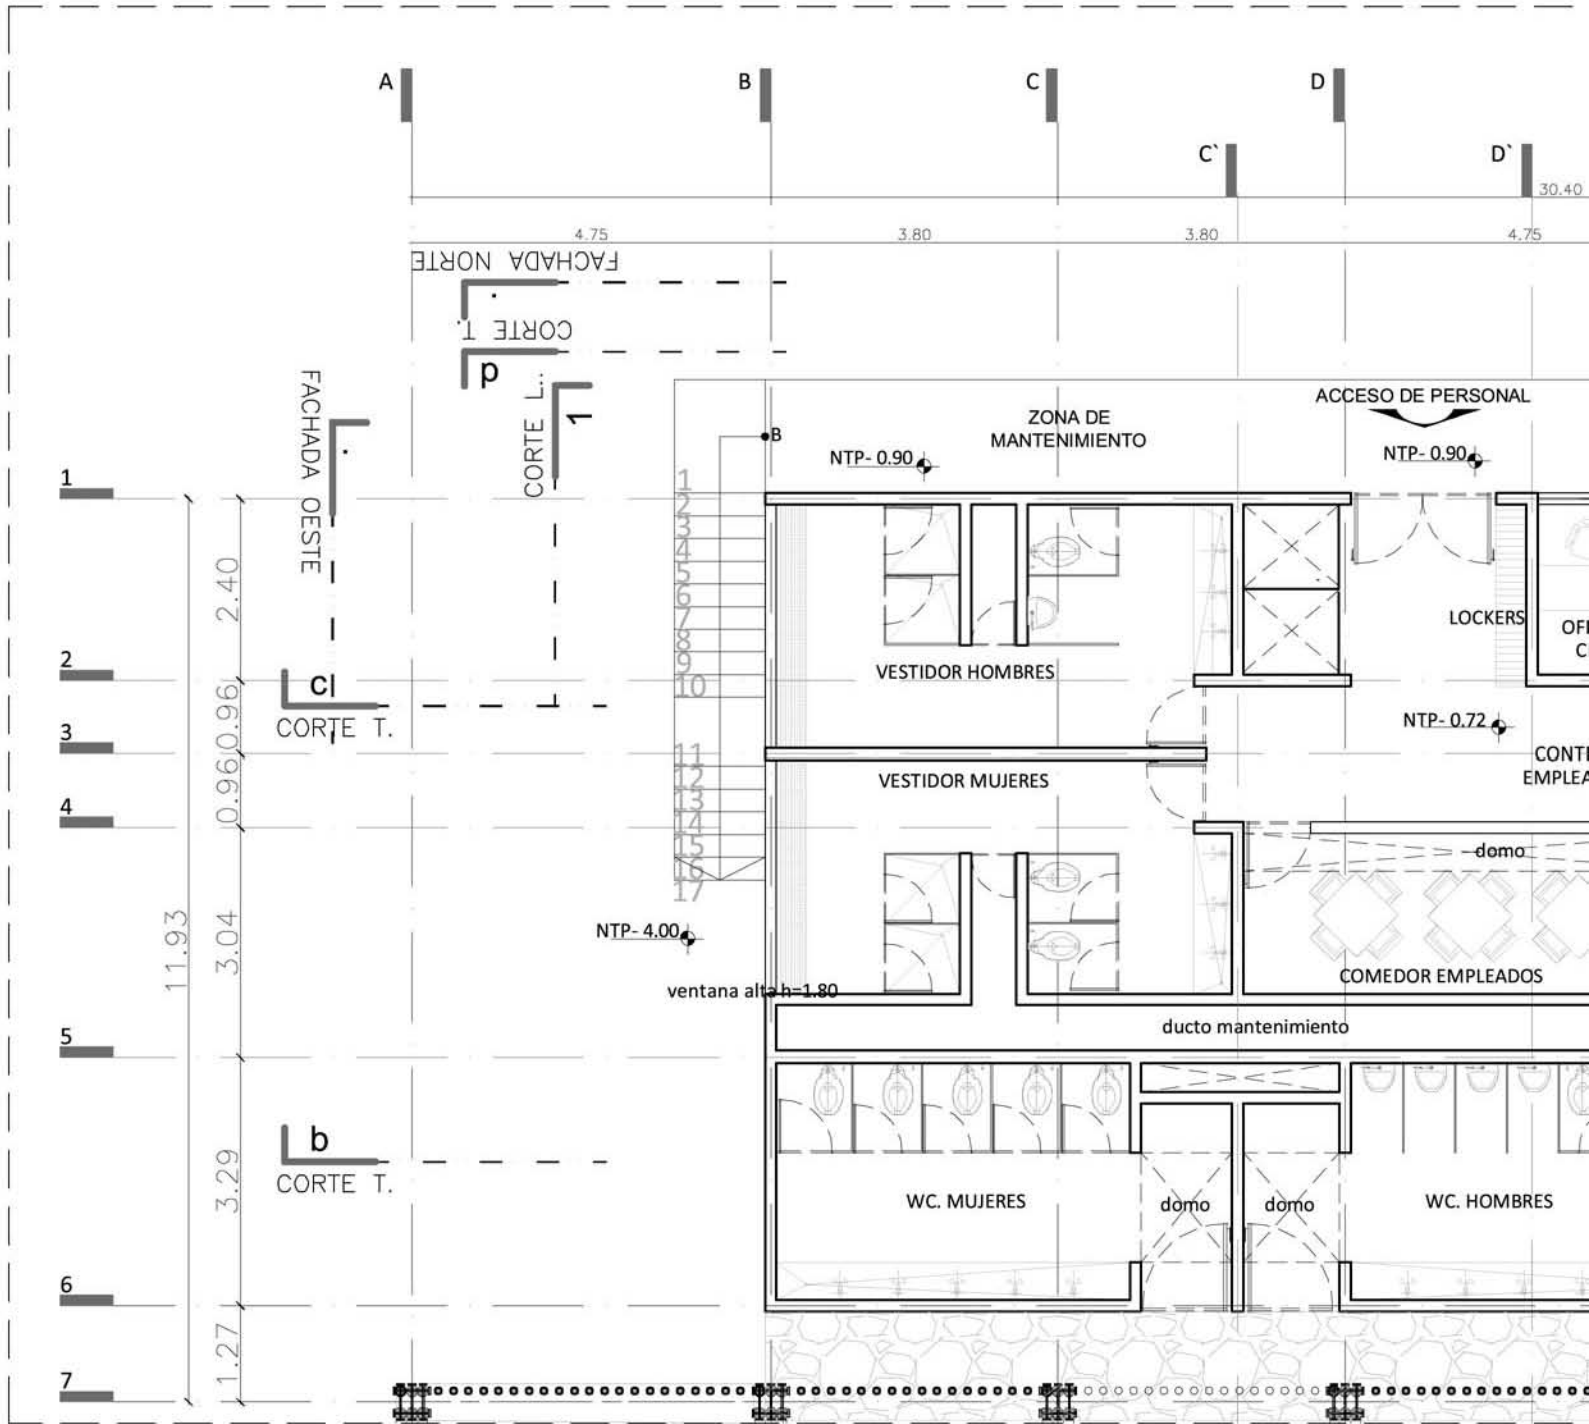 A
B
C
D
C`
D`
30.40
4.75
3.80
3.80
4.75
FACHADA NORTE
CORTE T.
p
CORTE L..
1
FACHADA OESTE
ACCESO DE PERSONAL
ZONA DE
MANTENIMIENTO
B
NTP- 0.90
NTP- 0.90
1
1
2
3
4
5
6
7
8
9
10
2.40
LOCKERS
2
c
CORTE T.
VESTIDOR HOMBRES
0.96
NTP- 0.72
3
11
12
13
14
15
16
17
VESTIDOR MUJERES
0.96
4
domo
3.04
11.93
NTP- 4.00
COMEDOR EMPLEADOS
ventana alta h=1.80
ducto mantenimiento
5
b
CORTE T.
3.29
WC. MUJERES
domo
domo
WC. HOMBRES
6
1.27
7